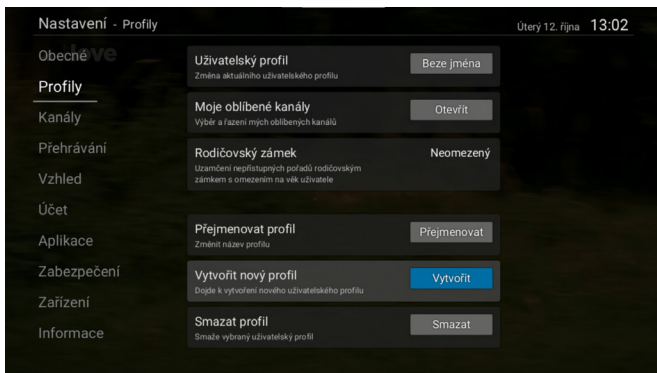 Nastavení - Profily
Úterý 12. října 13:02
Obecné
Profily
Kanály
Přehrávání
Vzhled
Účet
Aplikace
Zabezpečení
Zařízení
Informace
Uživatelský profil
Změna aktuálního uživatelského profilu
Beze jména
Moje oblíbené kanály
Výběr a řazení mých oblíbených kanálů
Otevřít
Rodičovský zámek
Uzamčení nepřístupných pořadů rodičovským
zámkem s omezením na věk uživatele
Neomezený
Přejmenovat profil
Změnit název profilu
Přejmenovat
Vytvořit nový profil
Dojde k vytvoření nového uživatelského profilu
Vytvořit
Smazat profil
Smaže vybraný uživatelský profil
Smazat